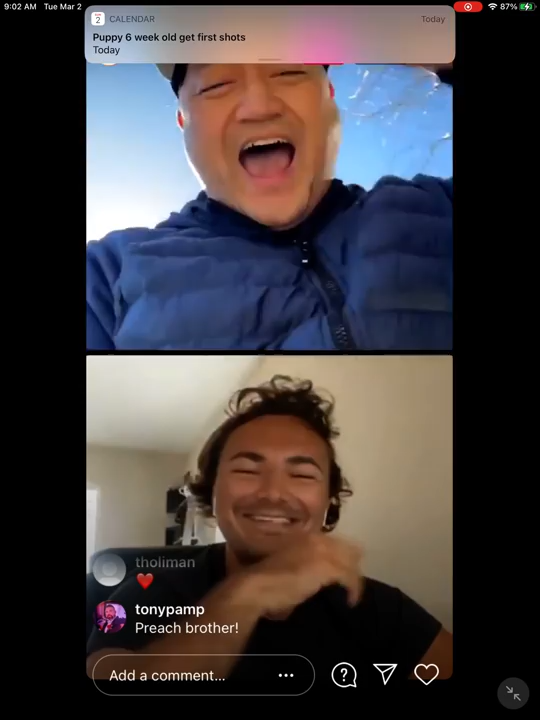 9:02 AM Tue Mar 2
87%
2
CALENDAR
Today
Puppy 6 week old get first shots
Today
tholiman
❤️
tonypamp
Preach brother!
Add a comment...